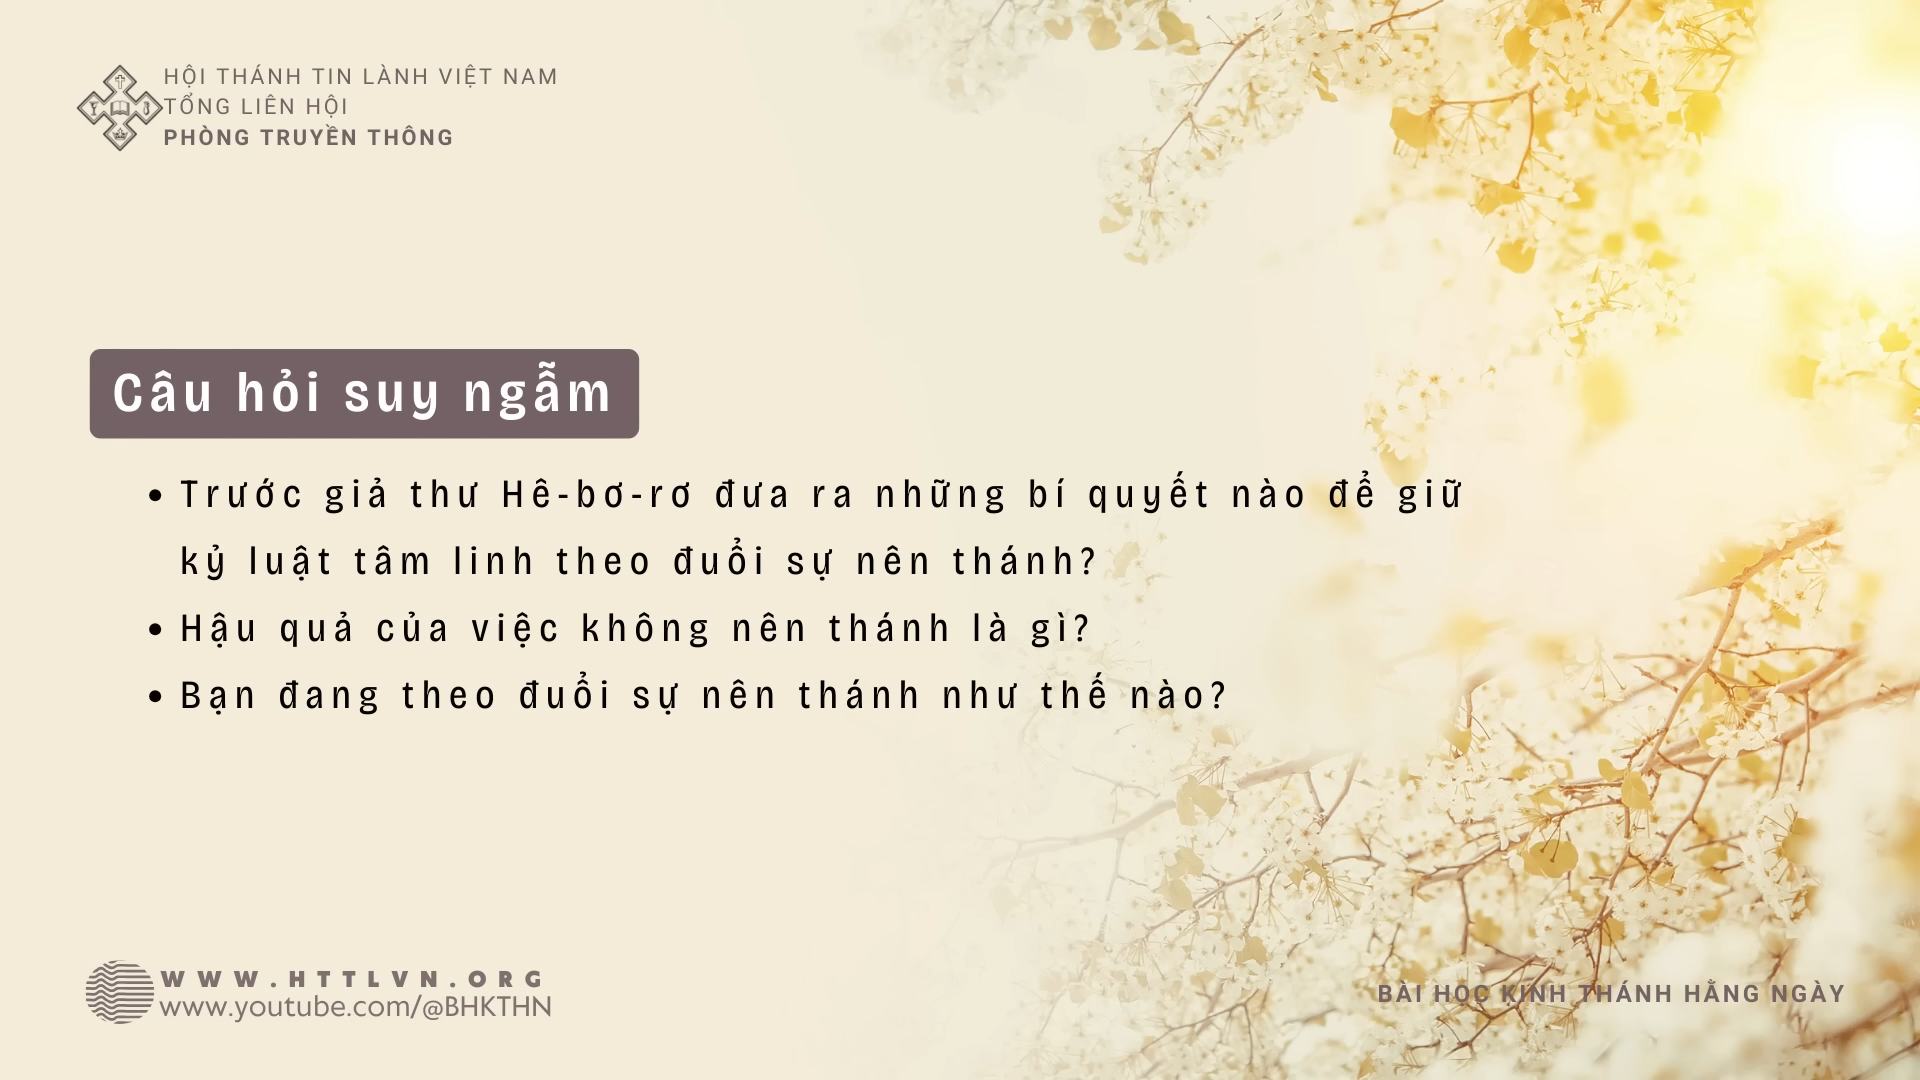 HỘI THÁNH TIN LÀNH VIỆT NAM
TỔNG LIÊN HỘI
PHÒNG TRUYỀN THÔNG
Câu hỏi suy ngẫm
• Trước giả thư Hê-bơ-rơ đưa ra những bí quyết nào để giữ
kỷ luật tâm linh theo đuổi sự nên thánh?
• Hậu quả của việc không nên thánh là gì?
• Bạn đang theo đuổi sự nên thánh như thế nào?
WWW.HTTLVN.ORG
www.youtube.com/@BHKTHN
BÀI HỌC KINH THÁNH HẰNG NGÀY